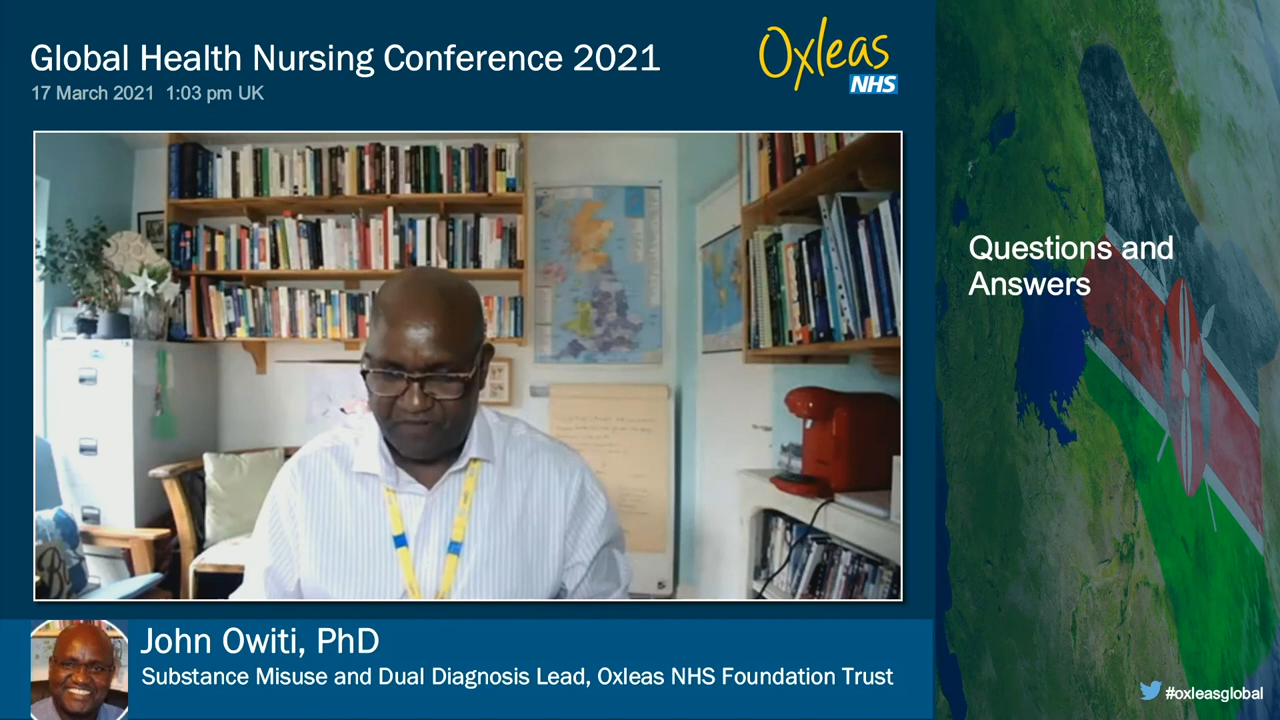 Global Health Nursing Conference 2021
17 March 2021 1:03 pm UK
Oxleas
NHS
Questions and
Answers
John Owiti, PhD
Substance Misuse and Dual Diagnosis Lead, Oxleas NHS Foundation Trust
#oxleasglobal